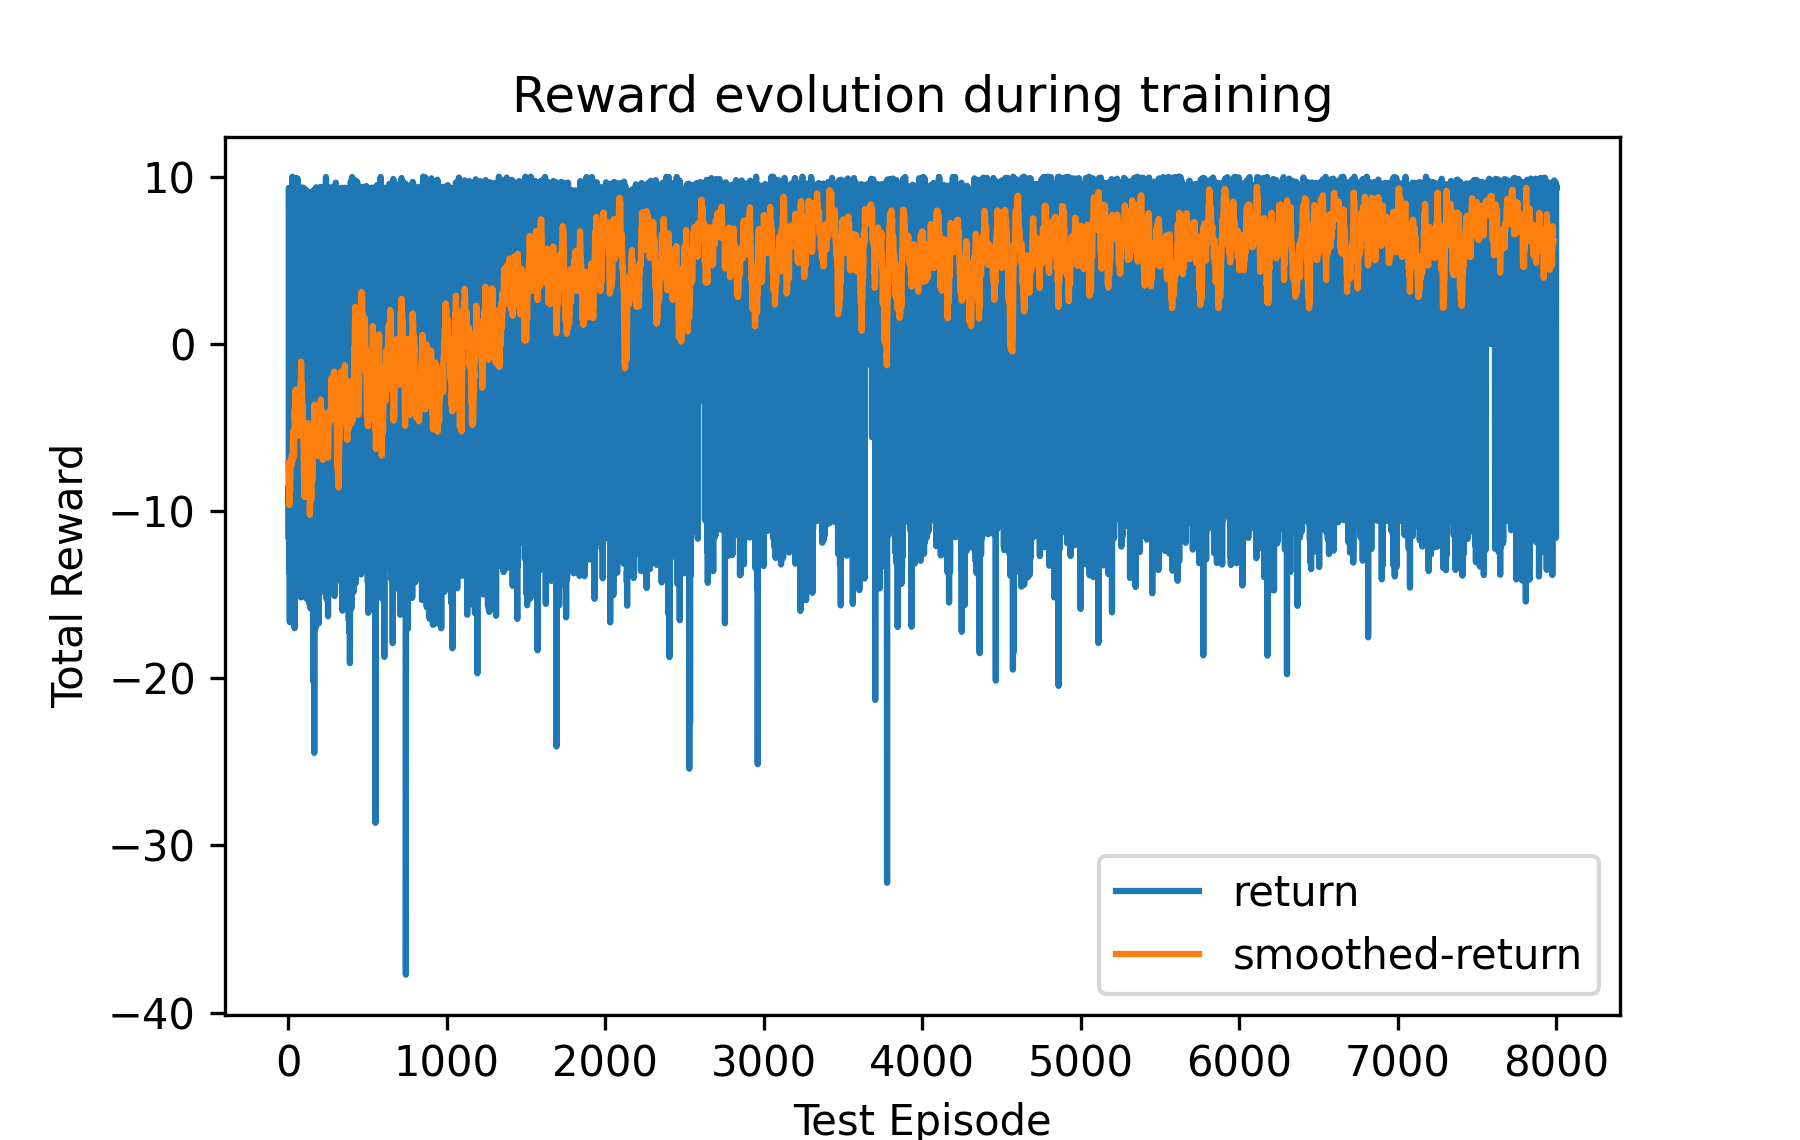 Reward evolution during training
10
0
−10
−20
−30
−40
Total Reward
return
smoothed-return
0 1000 2000 3000 4000 5000 6000 7000 8000
Test Episode